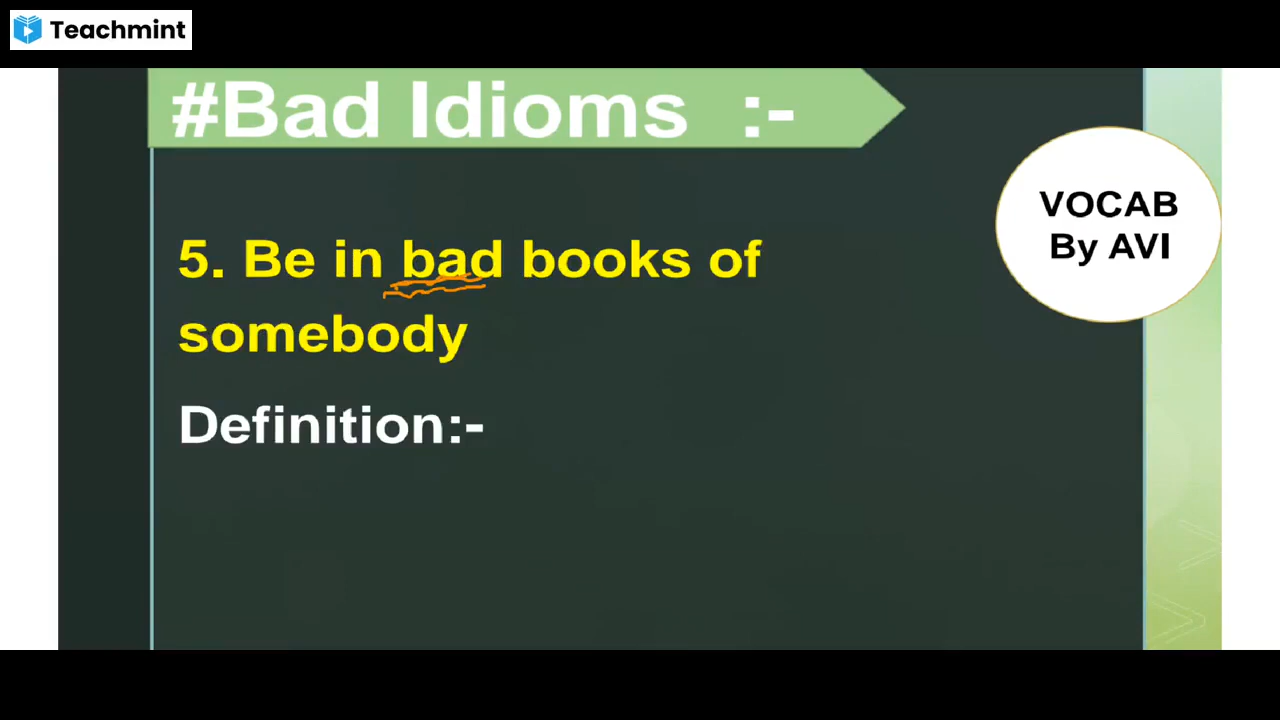 Teachmint
#Bad Idioms :-
VOCAB
By AVI
5. Be in bad books of
somebody
Definition:-